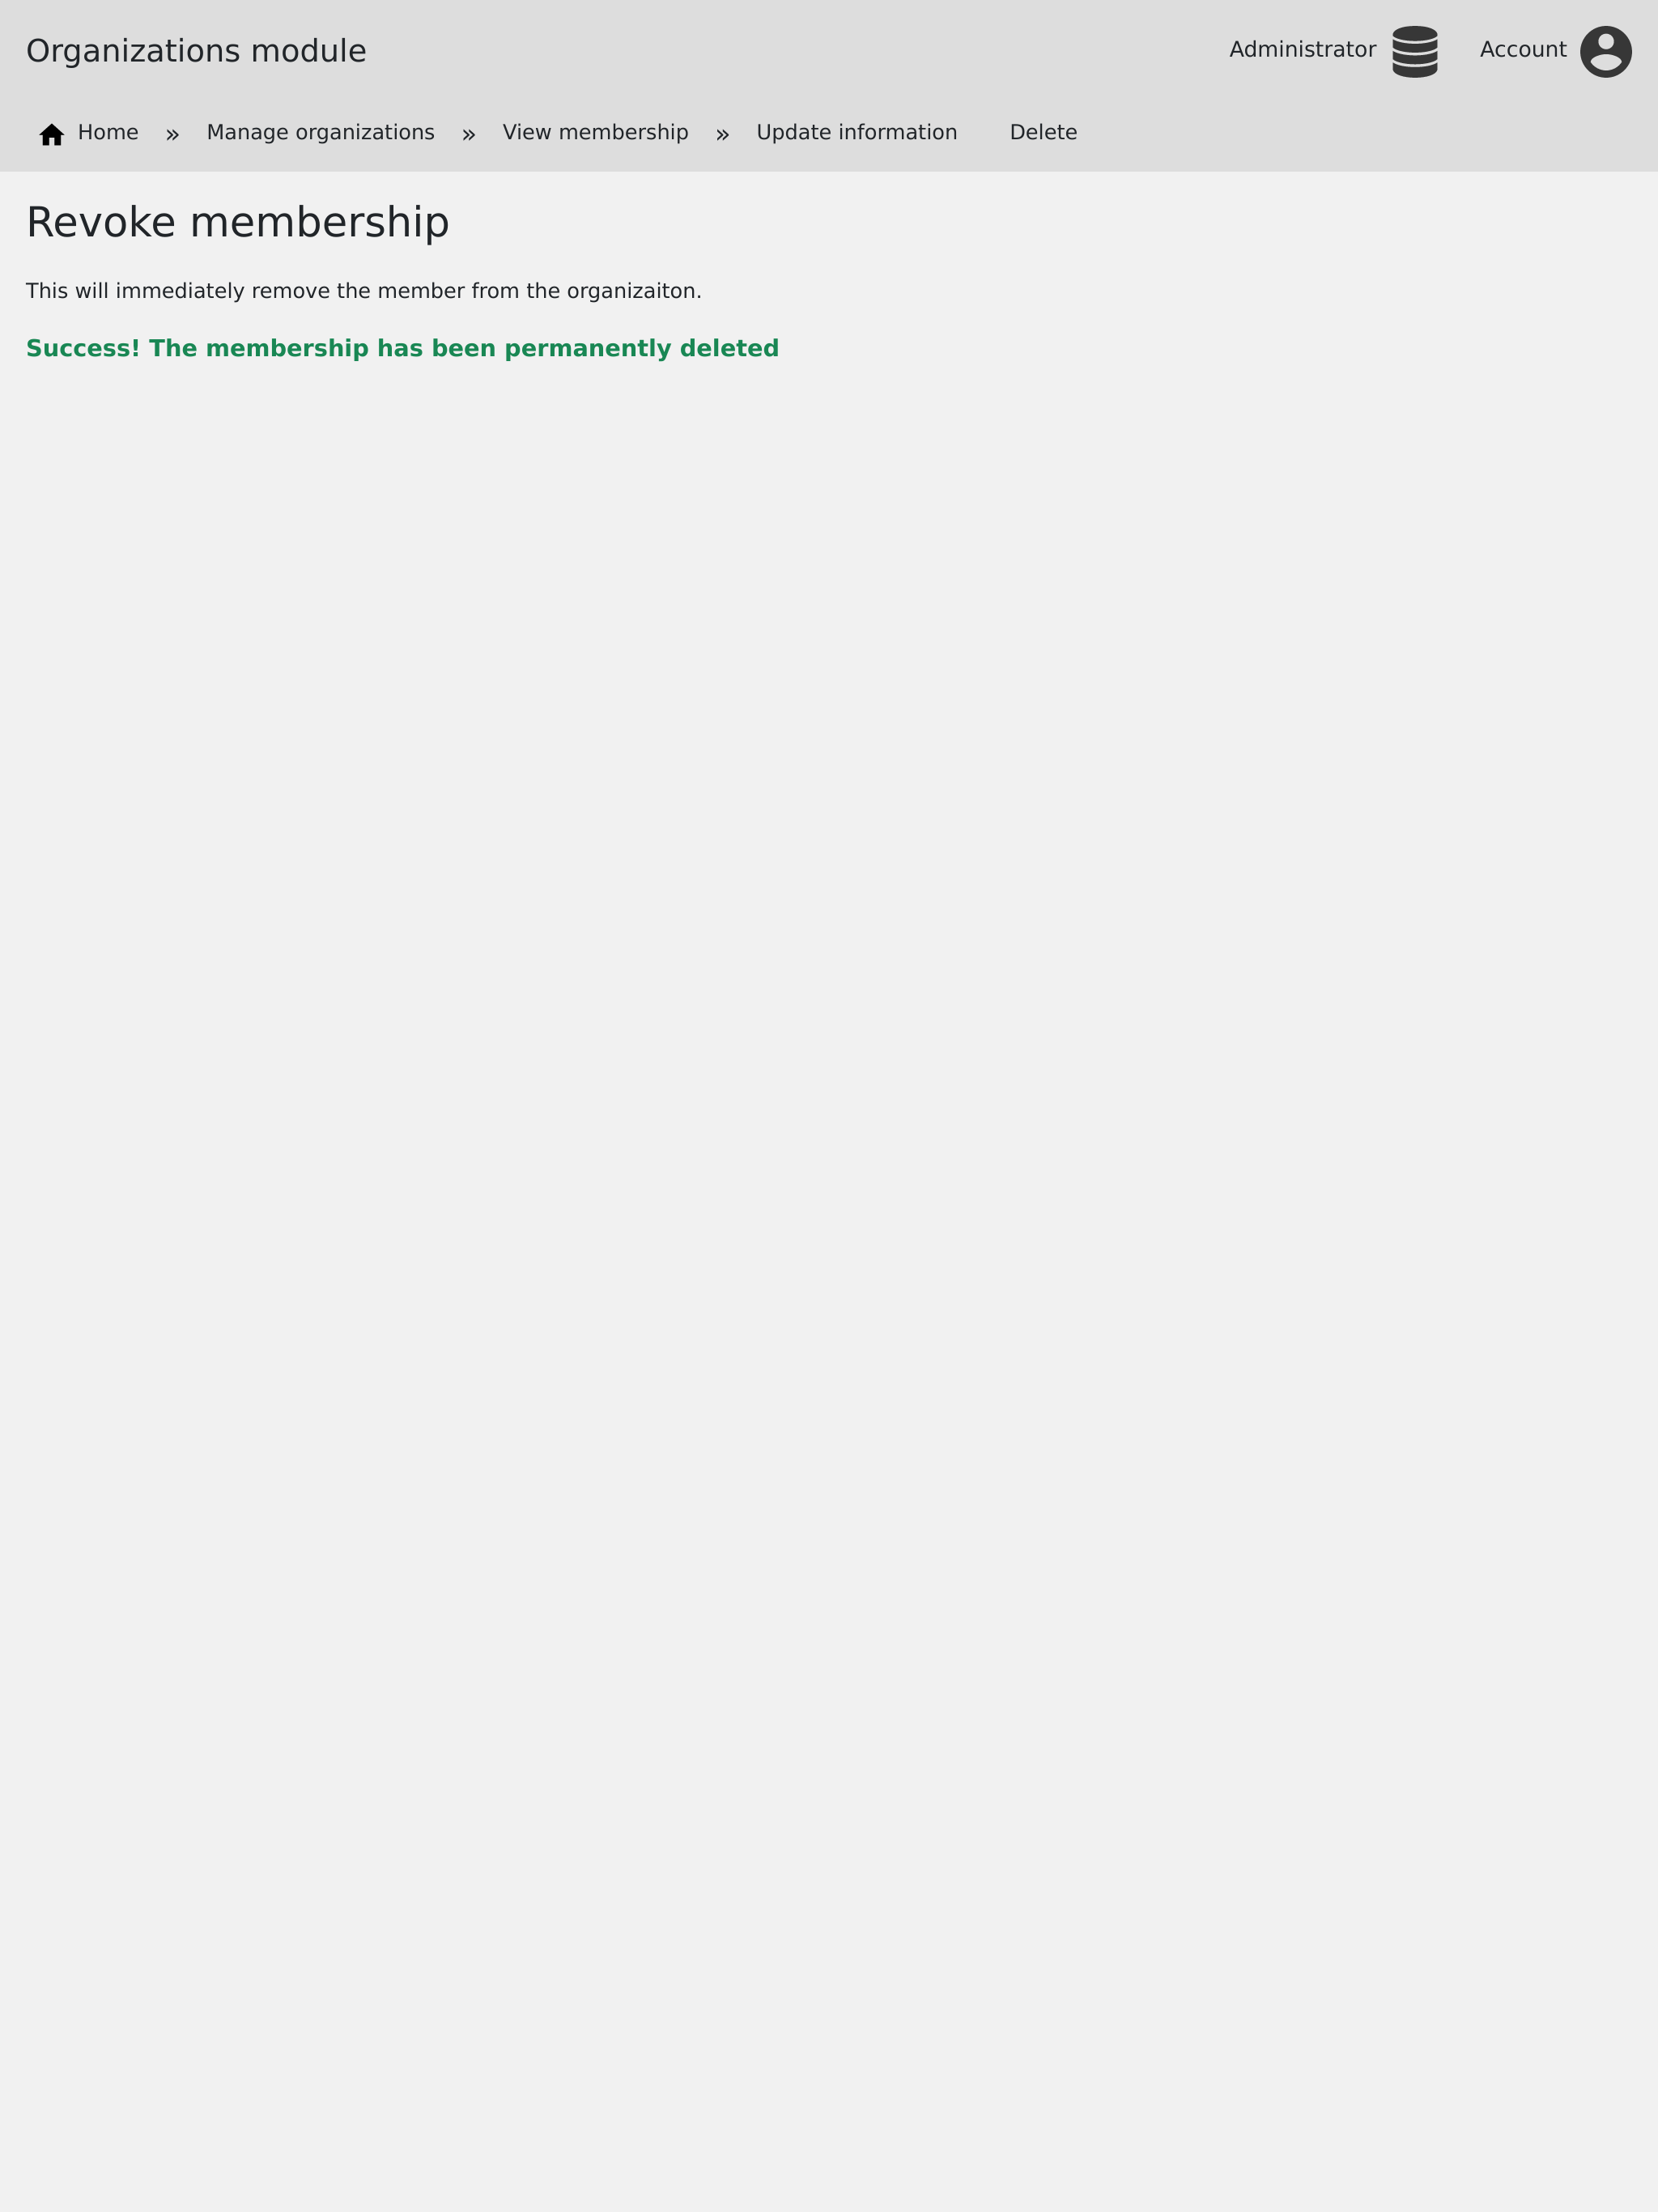 Organizations module
Administrator
Account
Home » Manage organizations » View membership » Update information Delete
Revoke membership
This will immediately remove the member from the organizaiton.
Success! The membership has been permanently deleted